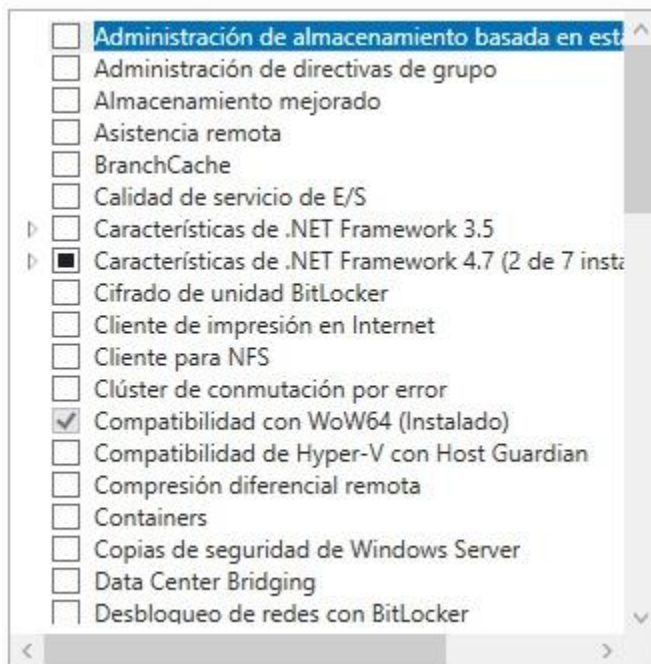 Administración de almacenamiento basada en está
Administración de directivas de grupo
Almacenamiento mejorado
Asistencia remota
BranchCache
Calidad de servicio de E/S
Características de .NET Framework 3.5
Características de .NET Framework 4.7 (2 de 7 insta
Cifrado de unidad BitLocker
Cliente de impresión en Internet
Cliente para NFS
Clúster de conmutación por error
Compatibilidad con WoW64 (Instalado)
Compatibilidad de Hyper-V con Host Guardian
Compresión diferencial remota
Containers
Copias de seguridad de Windows Server
Data Center Bridging
Desbloqueo de redes con BitLocker